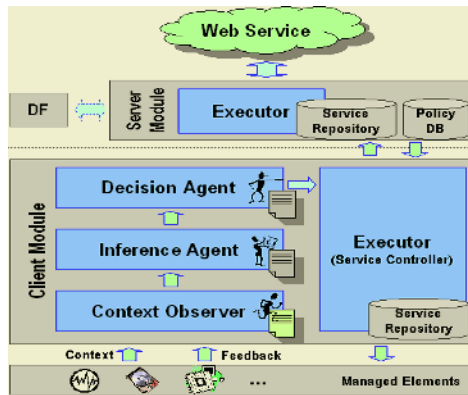 Web Service
DF
Server
Module
Executor
Service
Repository
Policy
DB
Client Module
Decision Agent
Inference Agent
Context Observer
Executor
(Service Controller)
Service
Repository
Context
Feedback
...
Managed Elements